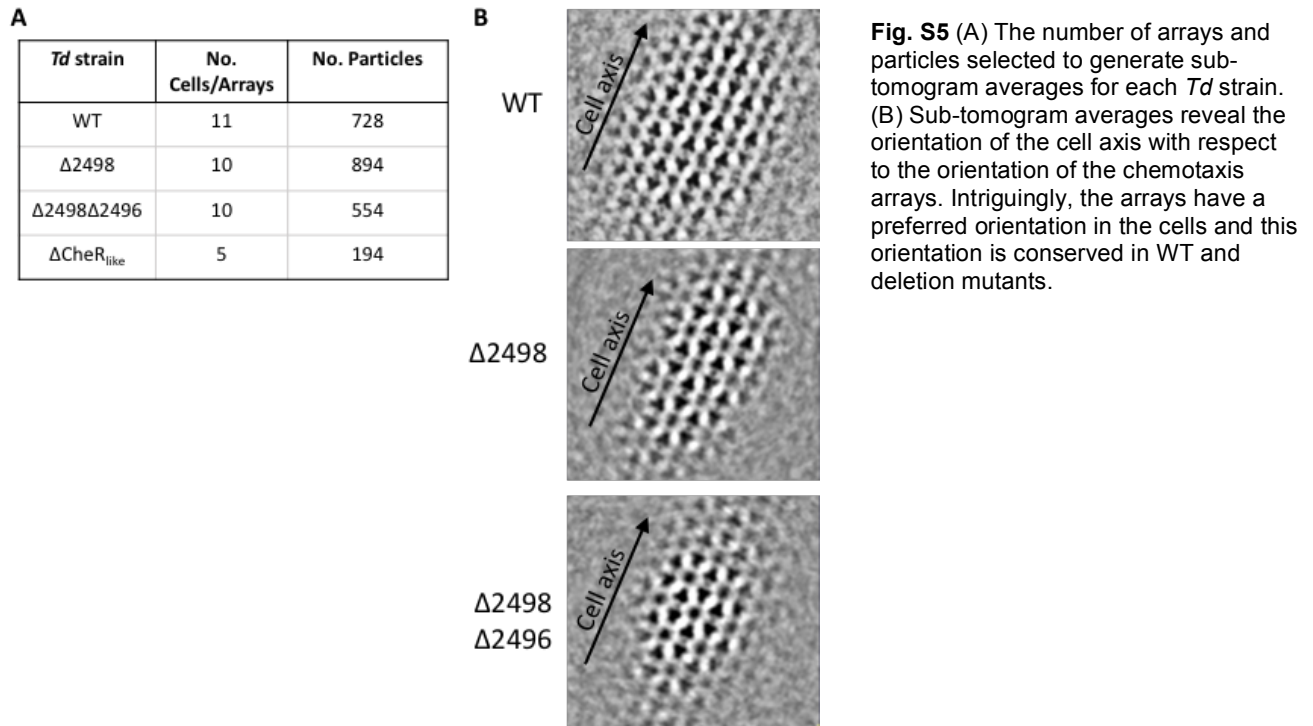 A
Td strain No. Cells/Arrays No. Particles
WT 11 728
Δ2498 10 894
Δ2498Δ2496 10 554
ΔCheRlike 5 194
B
WT
Cell axis
Δ2498
Cell axis
Δ2498
Δ2496
Cell axis
Fig. S5 (A) The number of arrays and
particles selected to generate sub-
tomogram averages for each Td strain.
(B) Sub-tomogram averages reveal the
orientation of the cell axis with respect
to the orientation of the chemotaxis
arrays. Intriguingly, the arrays have a
preferred orientation in the cells and this
orientation is conserved in WT and
deletion mutants.